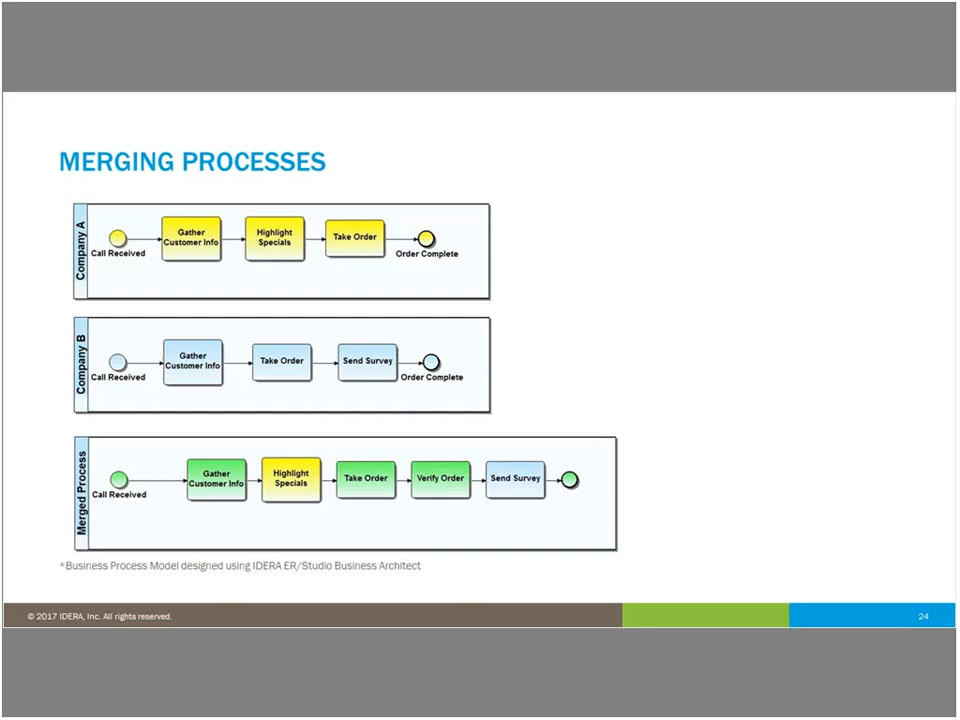 MERGING PROCESSES
Company A
Call Received
Gather
Customer Info
Highlight
Specials
Take Order
Order Complete
Company B
Call Received
Gather
Customer Info
Take Order
Send Survey
Order Complete
Merged Process
Call Received
Gather
Customer Info
Highlight
Specials
Take Order
Verify Order
Send Survey
*Business Process Model designed using IDERA ER/Studio Business Architect
© 2017 IDERA, Inc. All rights reserved.
24